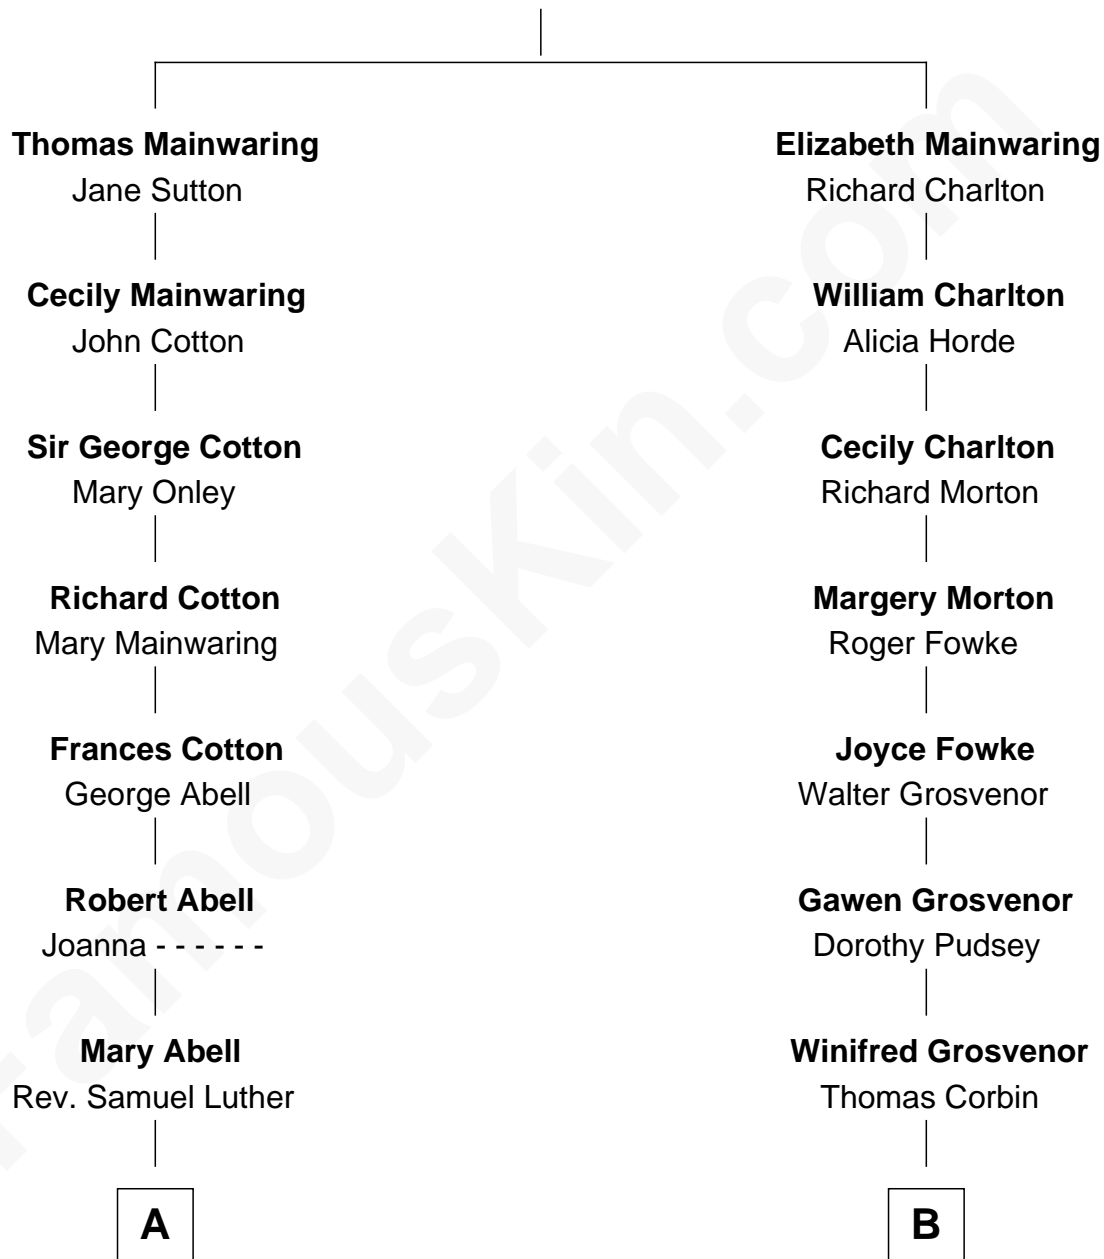 Thomas Mainwaring
Jane Sutton
Cecily Mainwaring
John Cotton
Sir George Cotton
Mary Onley
Richard Cotton
Mary Mainwaring
Frances Cotton
George Abell
Robert Abell
Joanna - - - - - -
Mary Abell
Rev. Samuel Luther
A
Elizabeth Mainwaring
Richard Charlton
William Charlton
Alicia Horde
Cecily Charlton
Richard Morton
Margery Morton
Roger Fowke
Joyce Fowke
Walter Grosvenor
Gawen Grosvenor
Dorothy Pudsey
Winifred Grosvenor
Thomas Corbin
B
FamousKin.com